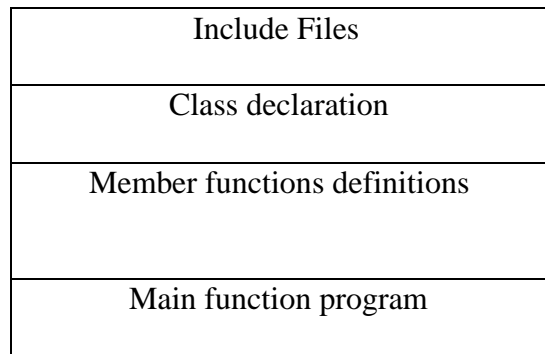 Include Files
Class declaration
Member functions definitions
Main function program